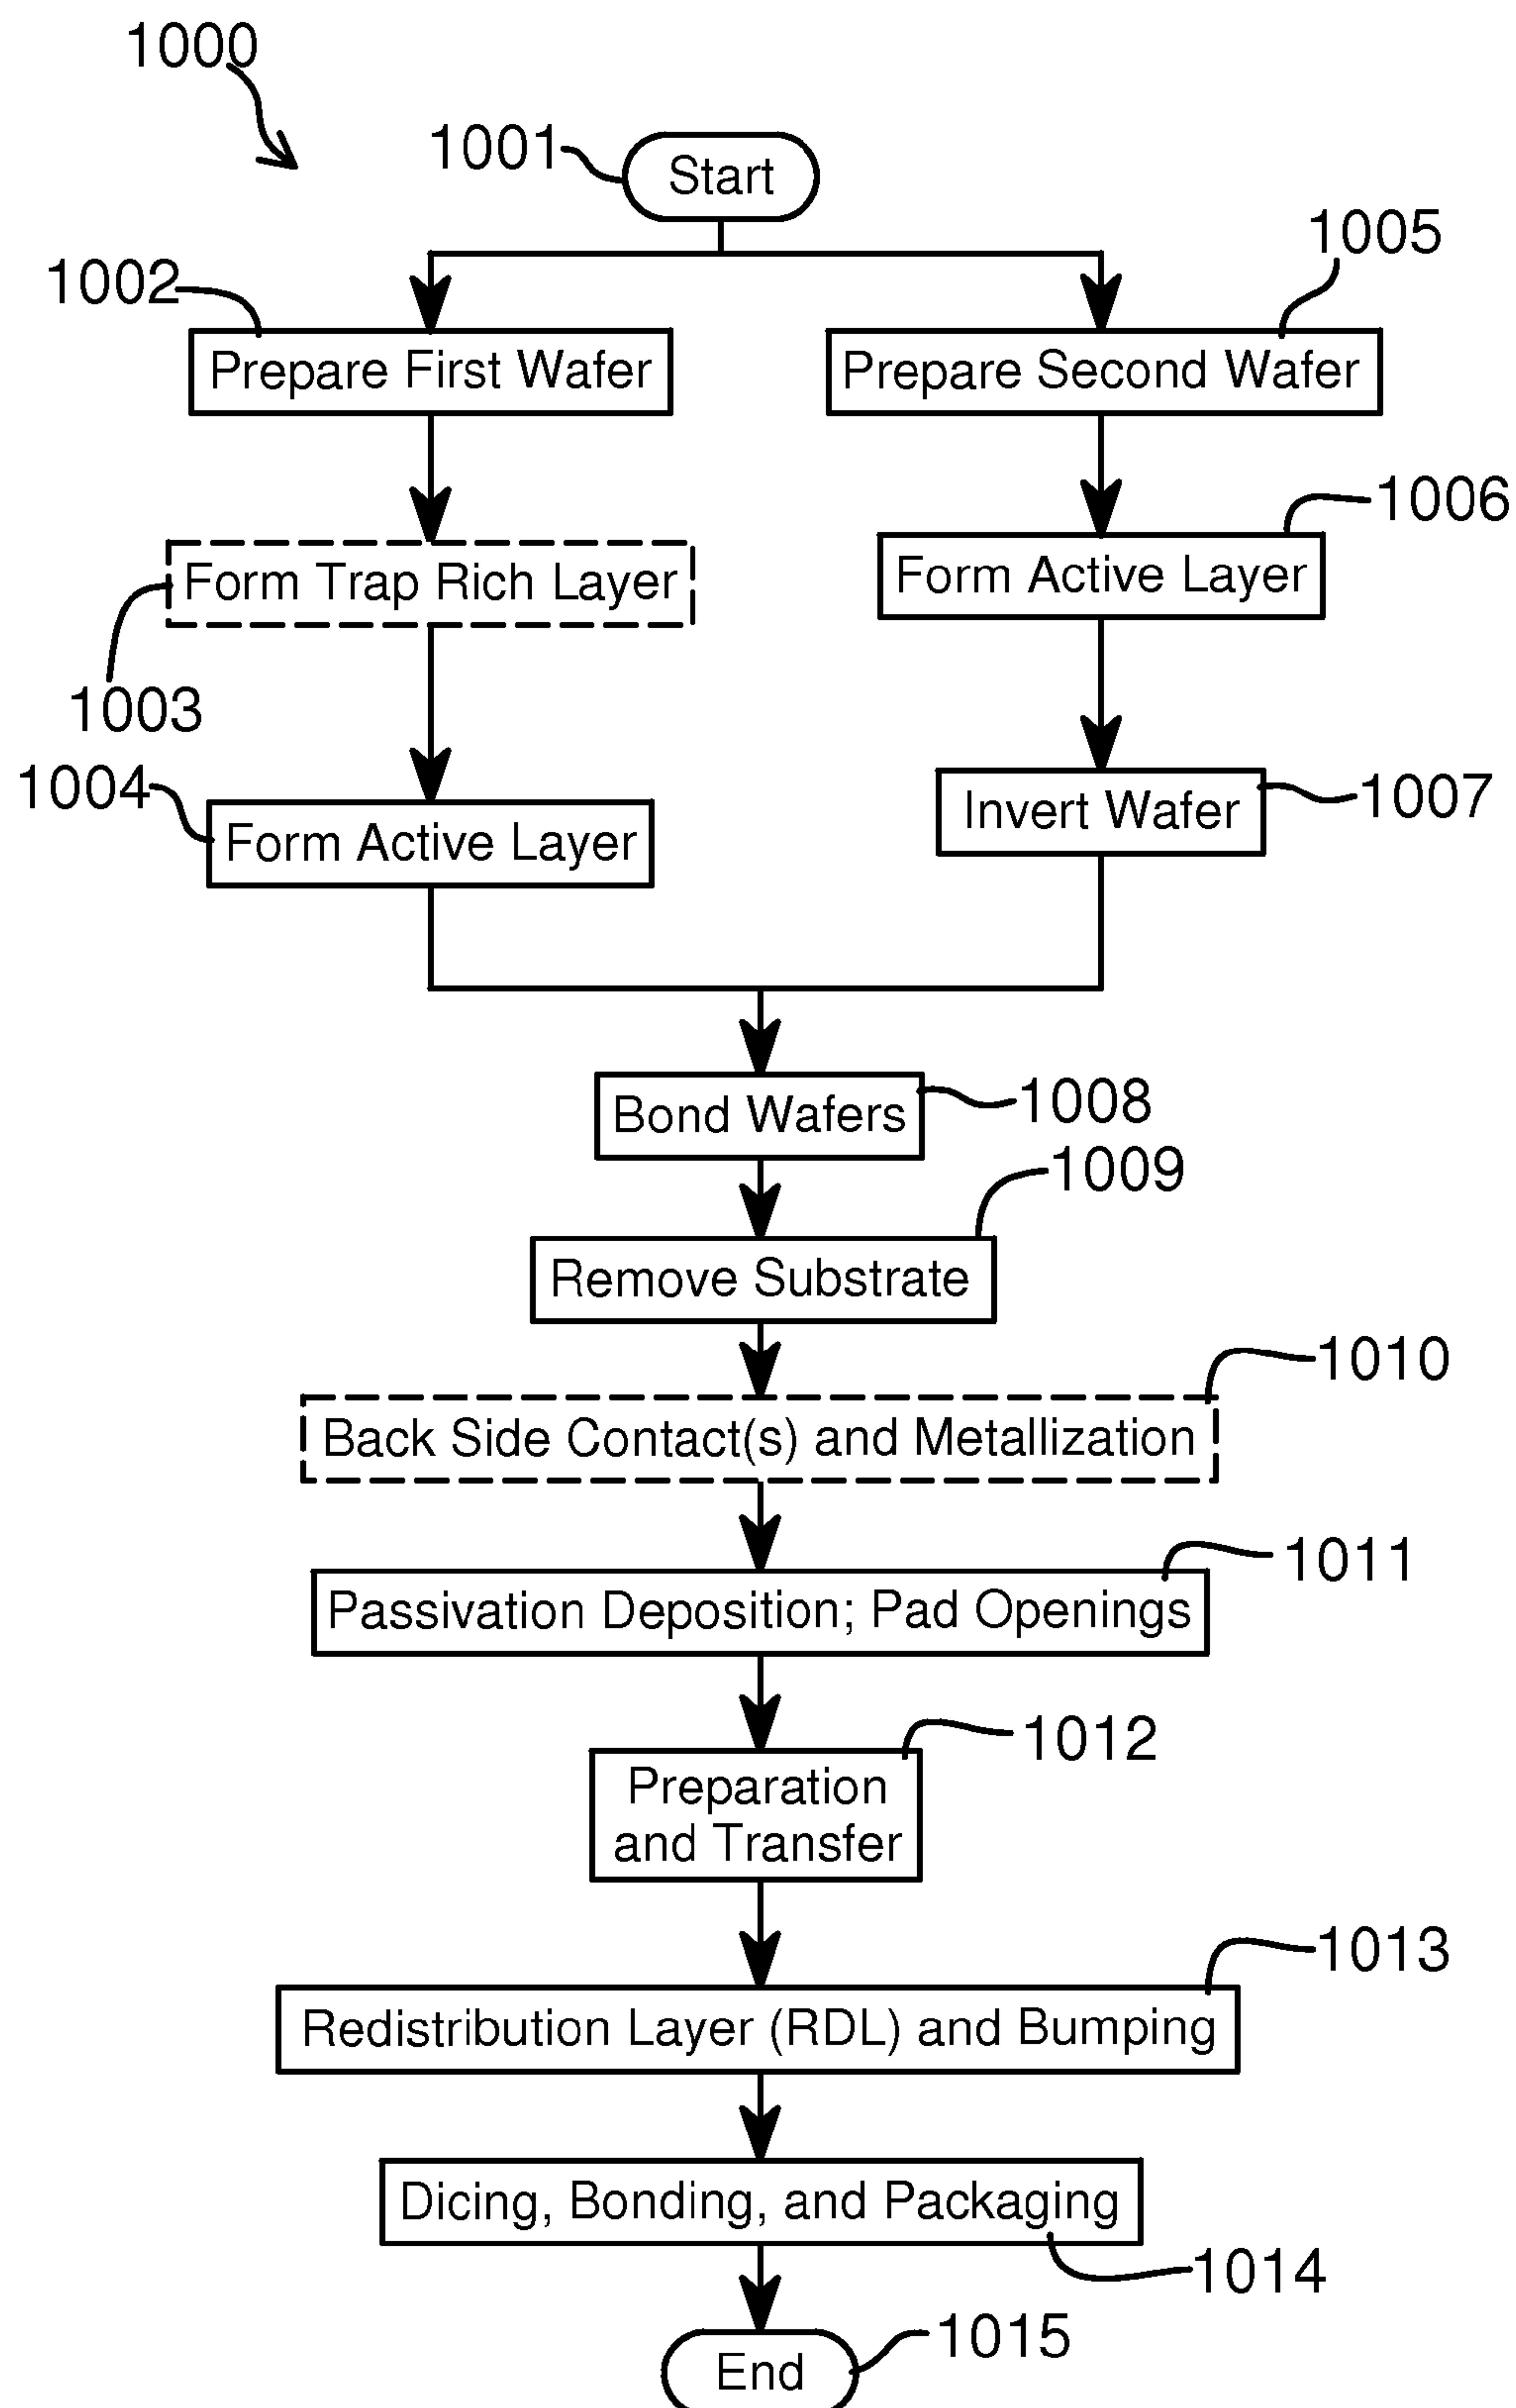 1000
1001
Start
1005
1002
Prepare First Wafer
Prepare Second Wafer
1006
Form Trap Rich Layer
Form Active Layer
1003
1004
Form Active Layer
Invert Wafer
1007
Bond Wafers
1008
1009
Remove Substrate
1010
Back Side Contact(s) and Metallization
1011
Passivation Deposition; Pad Openings
1012
Preparation
and Transfer
1013
Redistribution Layer (RDL) and Bumping
Dicing, Bonding, and Packaging
1014
1015
End